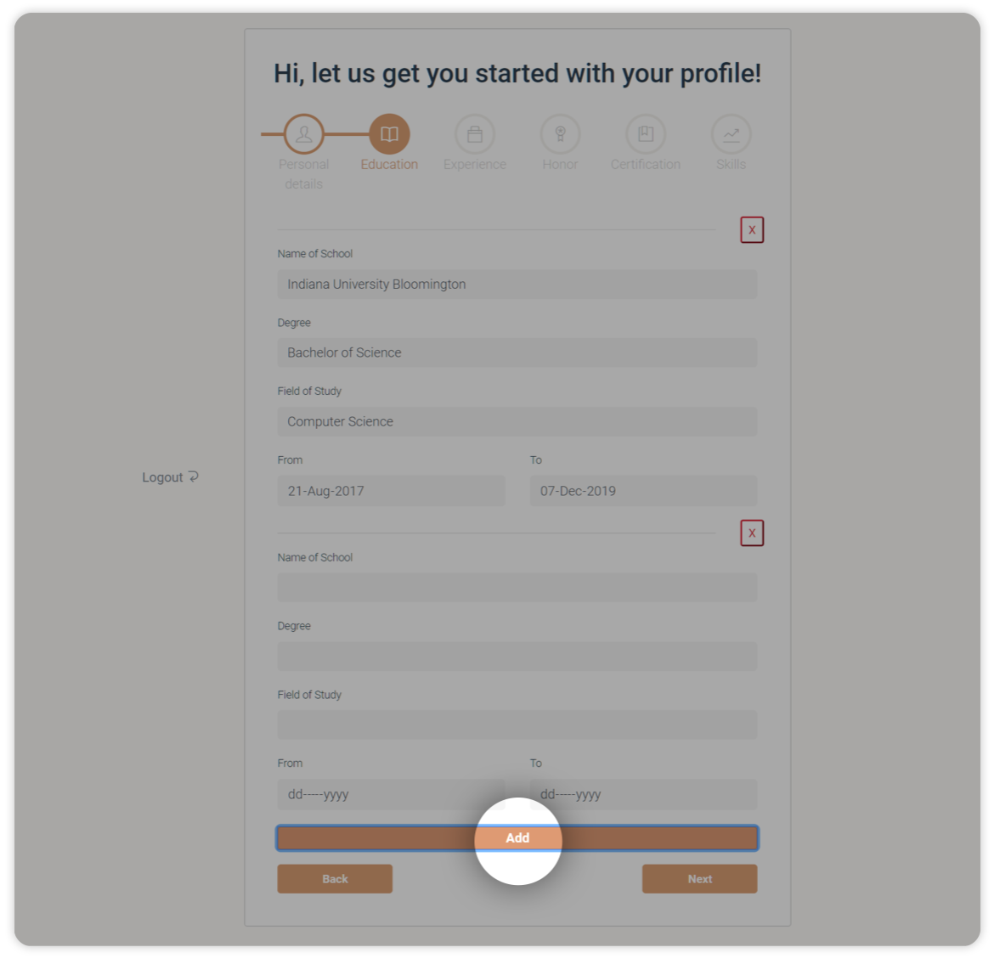 Hi, let us get you started with your profile!
Personal details
Education
Experience
Honor
Certification
Skills
X
Name of School
Indiana University Bloomington
Degree
Bachelor of Science
Field of Study
Computer Science
From
To
21-Aug-2017
07-Dec-2019
Logout
X
Name of School
Degree
Field of Study
From
To
dd-----yyyy
dd-----yyyy
Add
Back
Next